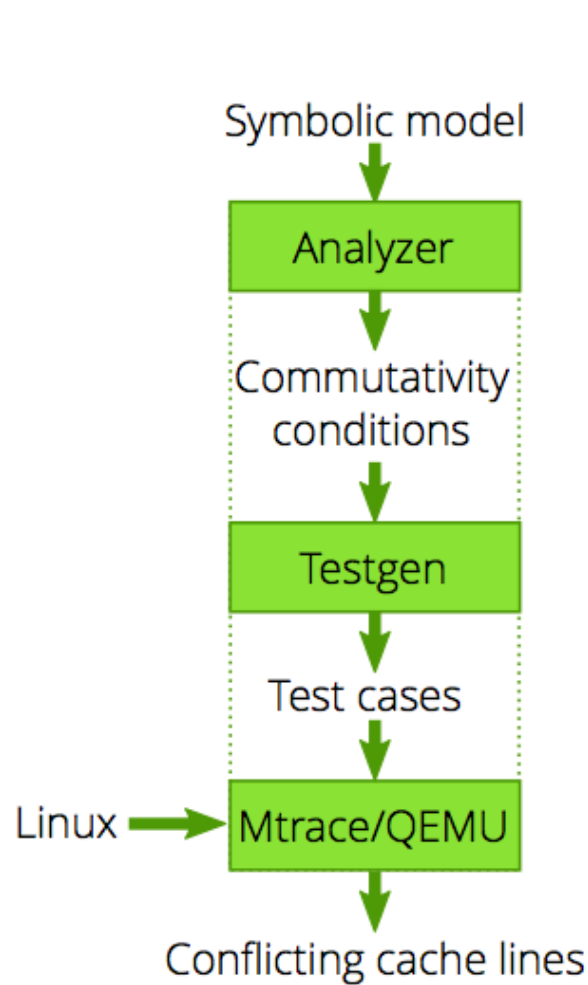 Symbolic model
Analyzer
Commutativity
conditions
Testgen
Test cases
Linux
Mtrace/QEMU
Conflicting cache lines